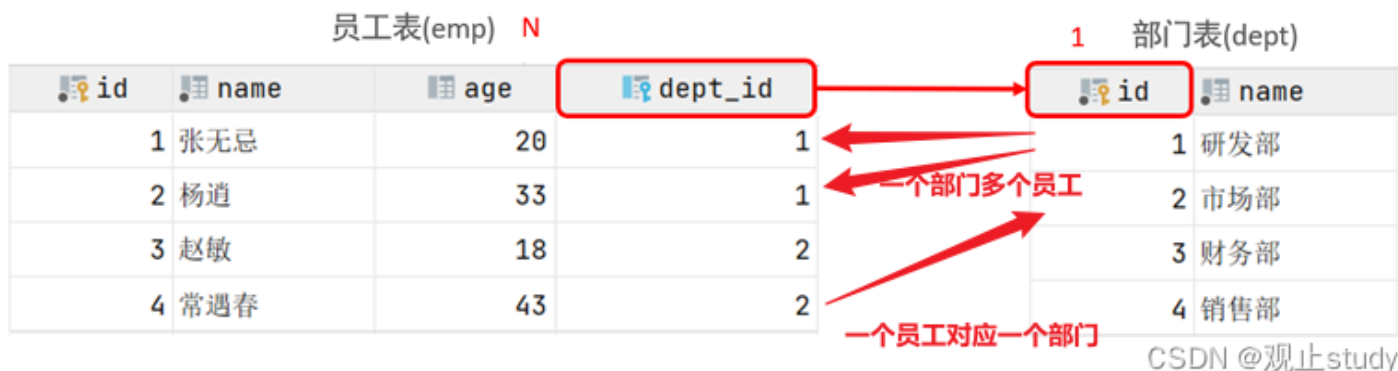 员工表(emp) N
1 部门表(dept)
id name age dept_id
id name
1 张无忌 20 1
1 研发部
2 杨逍 33 1
一个部门多个员工
2 市场部
3 赵敏 18 2
3 财务部
4 常遇春 43 2
4 销售部
一个员工对应一个部门
CSDN @观止study